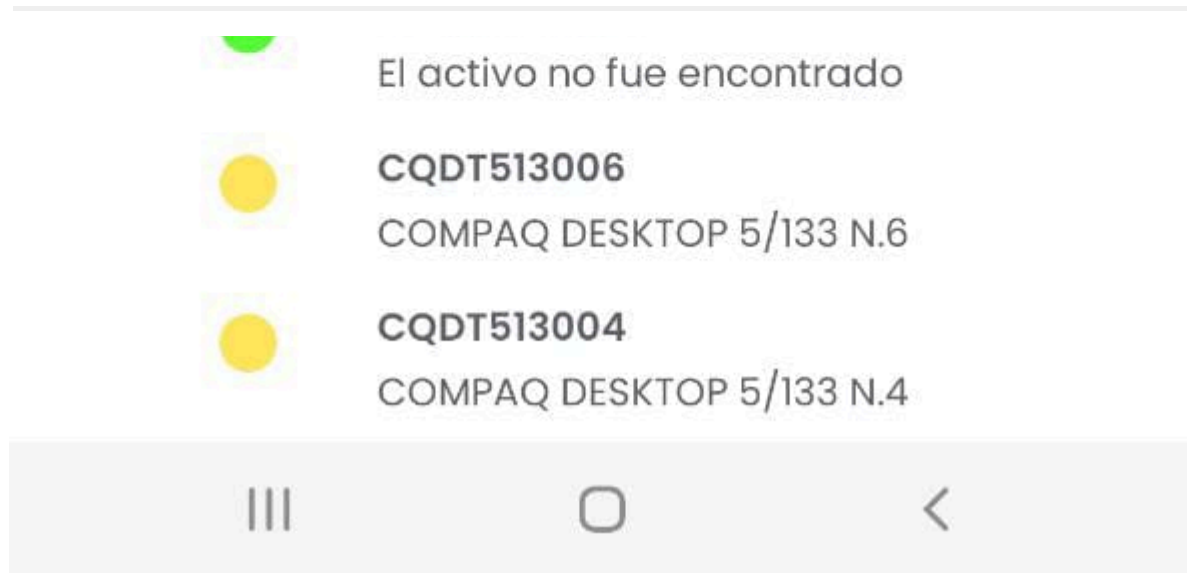 El activo no fue encontrado
CQDT513006
COMPAQ DESKTOP 5/133 N.6
CQDT513004
COMPAQ DESKTOP 5/133 N.4